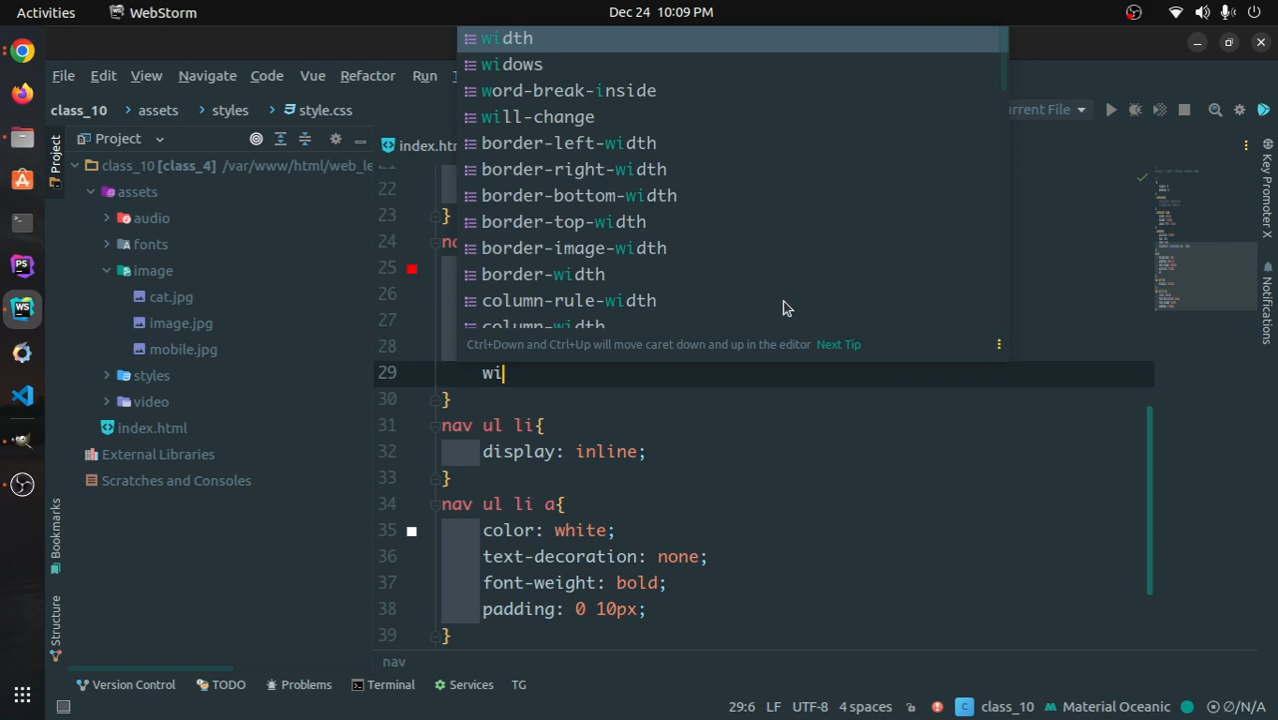 Activities WebStorm Dec 24 10:09 PM
File Edit View Navigate Code Vue Refactor Run
class_10 assets styles style.css
rrent File
Project
index.htm
class_10 [class_4] /var/www/html/web_le
assets
audio
fonts
image
cat.jpg
image.jpg
mobile.jpg
styles
video
index.html
External Libraries
Scratches and Consoles
Project
Bookmarks
Structure
width
widows
word-break-inside
will-change
border-left-width
border-right-width
border-bottom-width
border-top-width
border-image-width
border-width
column-rule-width
column-width
Ctrl+Down and Ctrl+Up will move caret down and up in the editor Next Tip
22
23 }
24 na
25
26
27
28
29 wi
30 }
31 nav ul li{
32 display: inline;
33 }
34 nav ul li a{
35 color: white;
36 text-decoration: none;
37 font-weight: bold;
38 padding: 0 10px;
39 }
nav
Key Promoter X
Notifications
Version Control TODO Problems Terminal Services TG
29:6 LF UTF-8 4 spaces class_10 Material Oceanic Ø/N/A